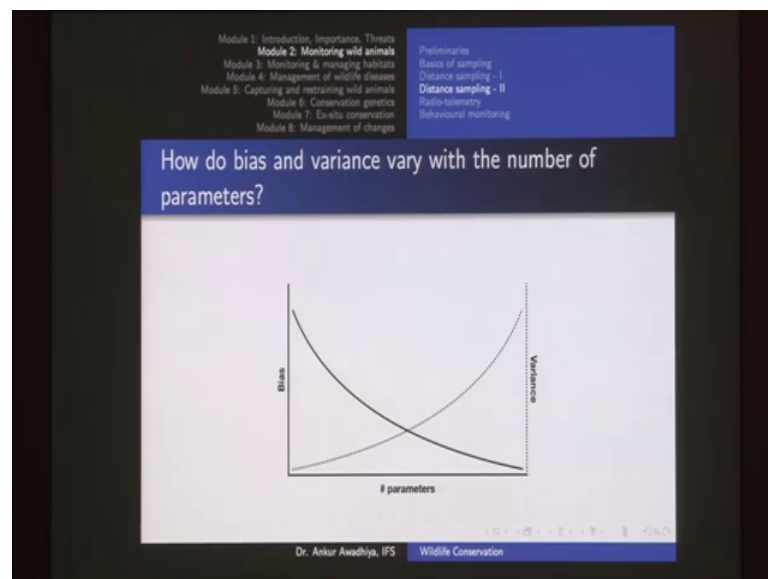 Module 1: Introduction, Importance, Threats
Module 2: Monitoring wild animals
Module 3: Monitoring & managing habitats
Module 4: Management of wildlife diseases
Module 5: Capturing and restraining wild animals
Module 6: Conservation genetics
Module 7: Ex-situ conservation
Module 8: Management of changes
Preliminaries
Basics of sampling
Distance sampling - I
Distance sampling - II
Radio-telemetry
Behavioural monitoring
How do bias and variance vary with the number of
parameters?
Bias
Variance
# parameters
Dr. Ankur Awadhiya, IFS
Wildlife Conservation